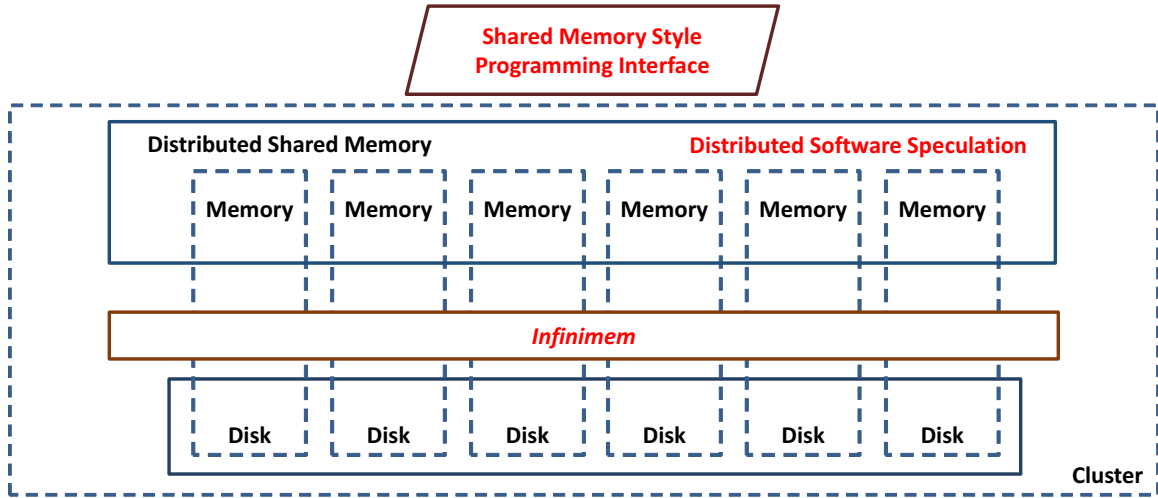 Shared Memory Style
Programming Interface
Distributed Shared Memory Distributed Software Speculation
Memory Memory Memory Memory Memory Memory
Infinimem
Disk Disk Disk Disk Disk Disk
Cluster